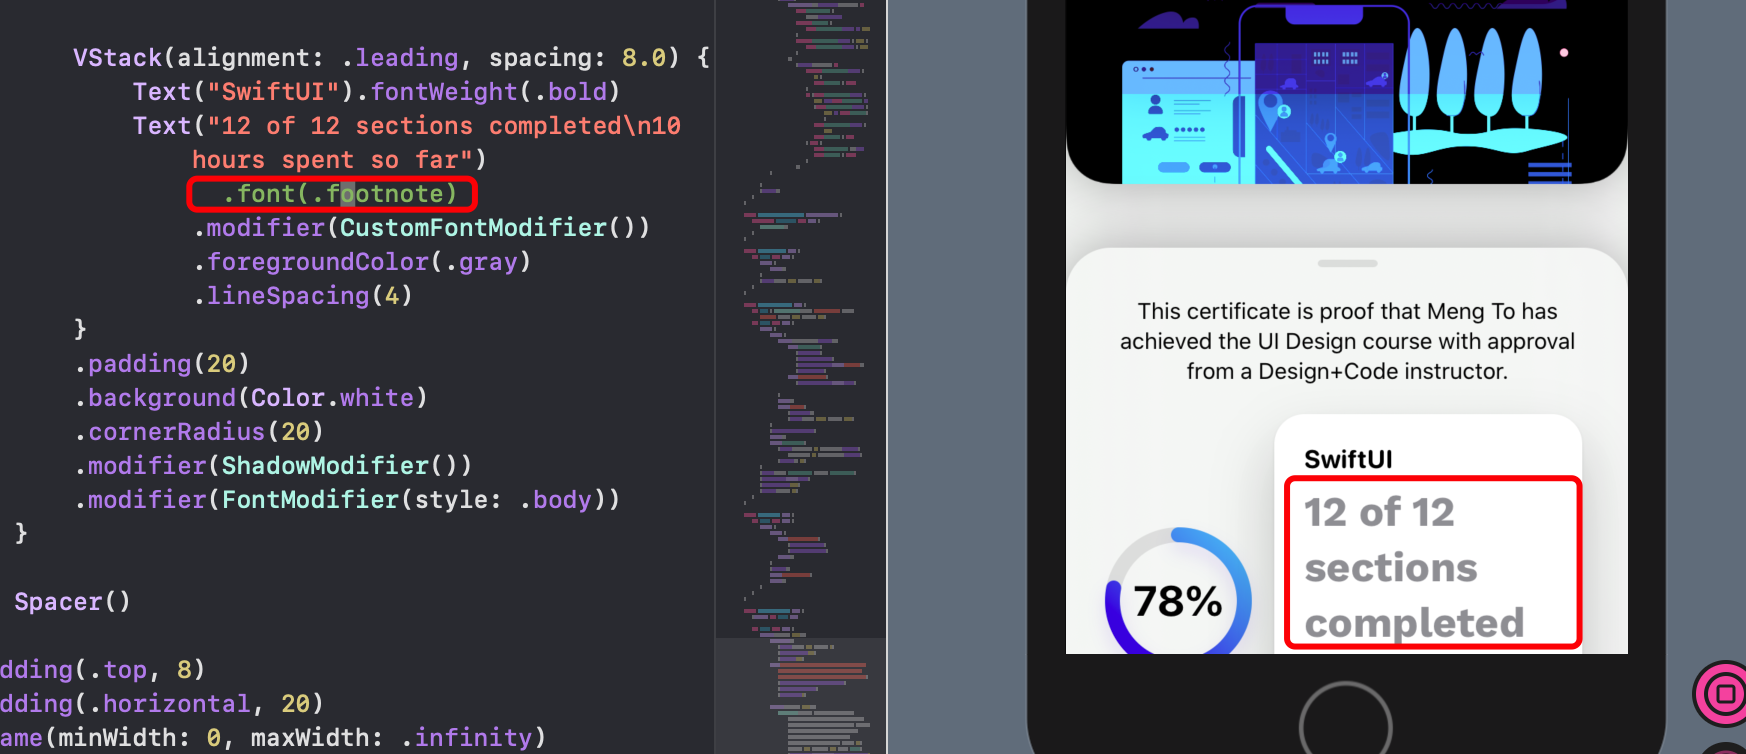 VStack(alignment: .leading, spacing: 8.0) {
Text("SwiftUI").fontWeight(.bold)
Text("12 of 12 sections completed\n10
hours spent so far")
.font(.footnote)
.modifier(CustomFontModifier())
.foregroundColor(.gray)
.lineSpacing(4)
}
.padding(20)
.background(Color.white)
.cornerRadius(20)
.modifier(ShadowModifier())
.modifier(FontModifier(style: .body))
}
Spacer()
dding(.top, 8)
dding(.horizontal, 20)
ame(minWidth: 0, maxWidth: .infinity)
This certificate is proof that Meng To has
achieved the UI Design course with approval
from a Design+Code instructor.
SwiftUI
12 of 12
sections
completed
78%